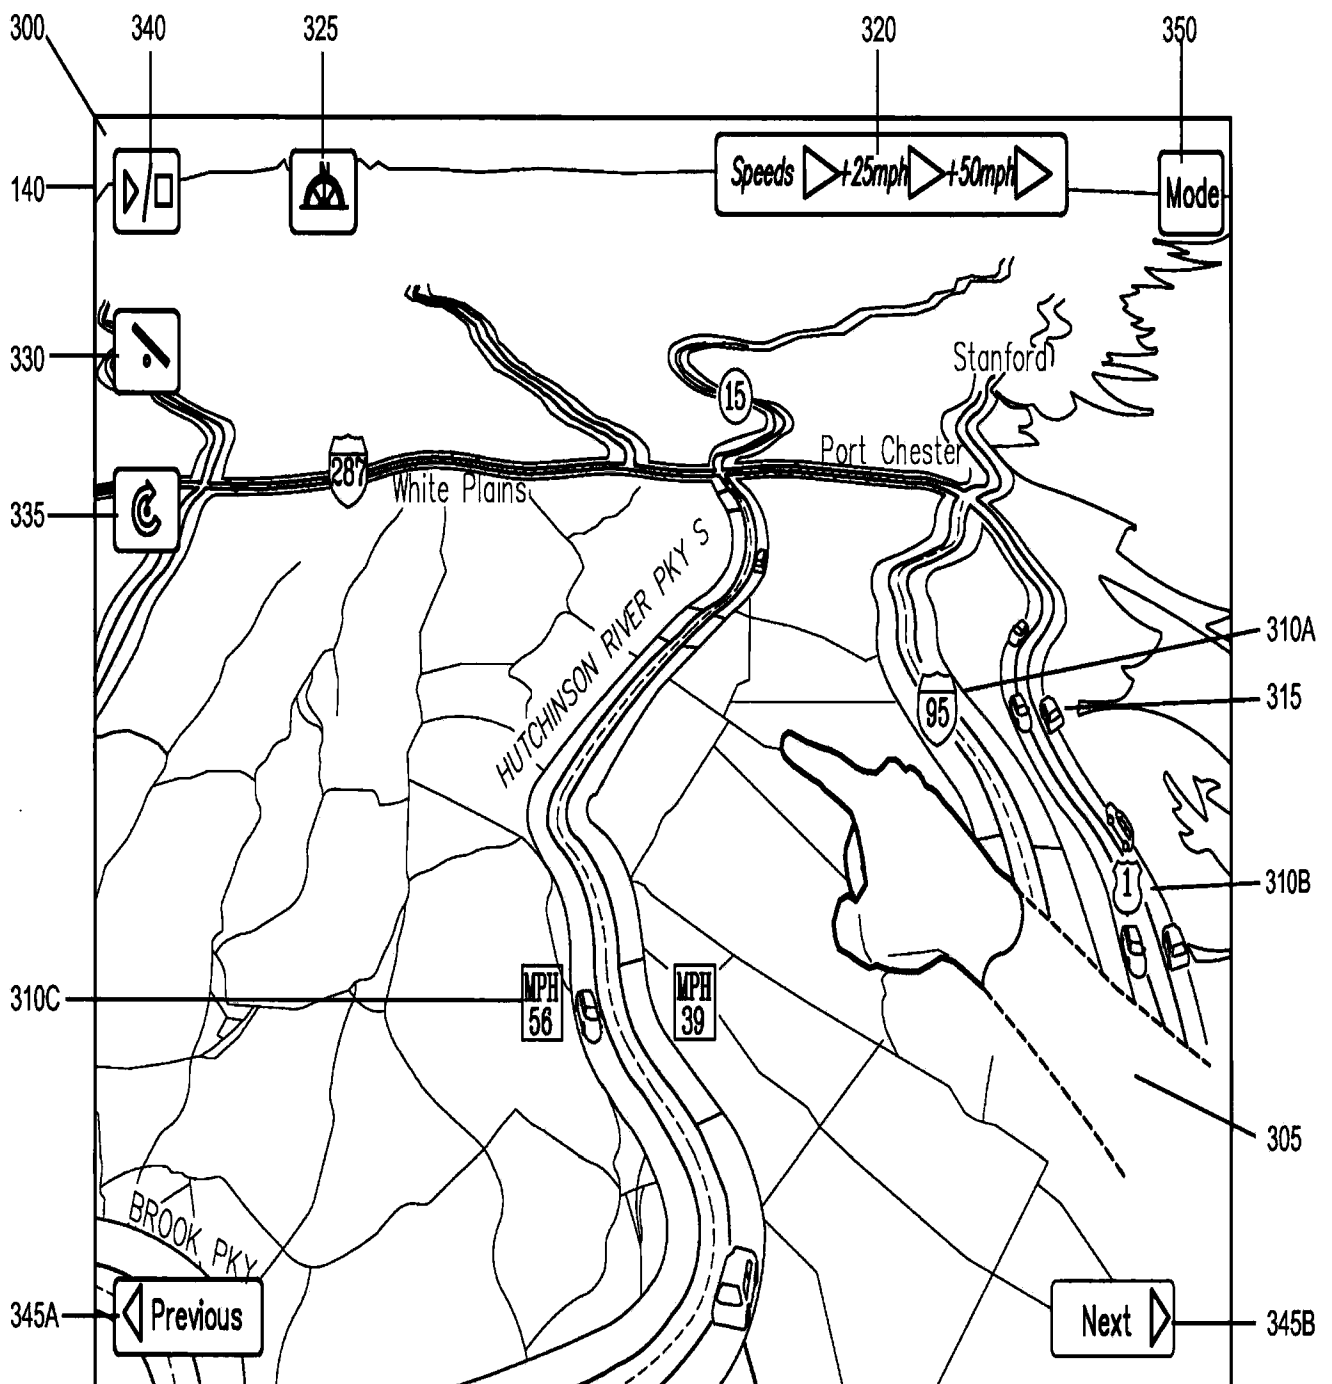 300
340
325
320
350
140
N
Speeds +25mph +50mph
Mode
330
Stanford
15
Port Chester
287
White Plains
335
HUTCHINSON RIVER PKY S
310A
95
315
1
310B
310C
MPH
56
MPH
39
305
BROOK PKY
345A
Previous
Next
345B